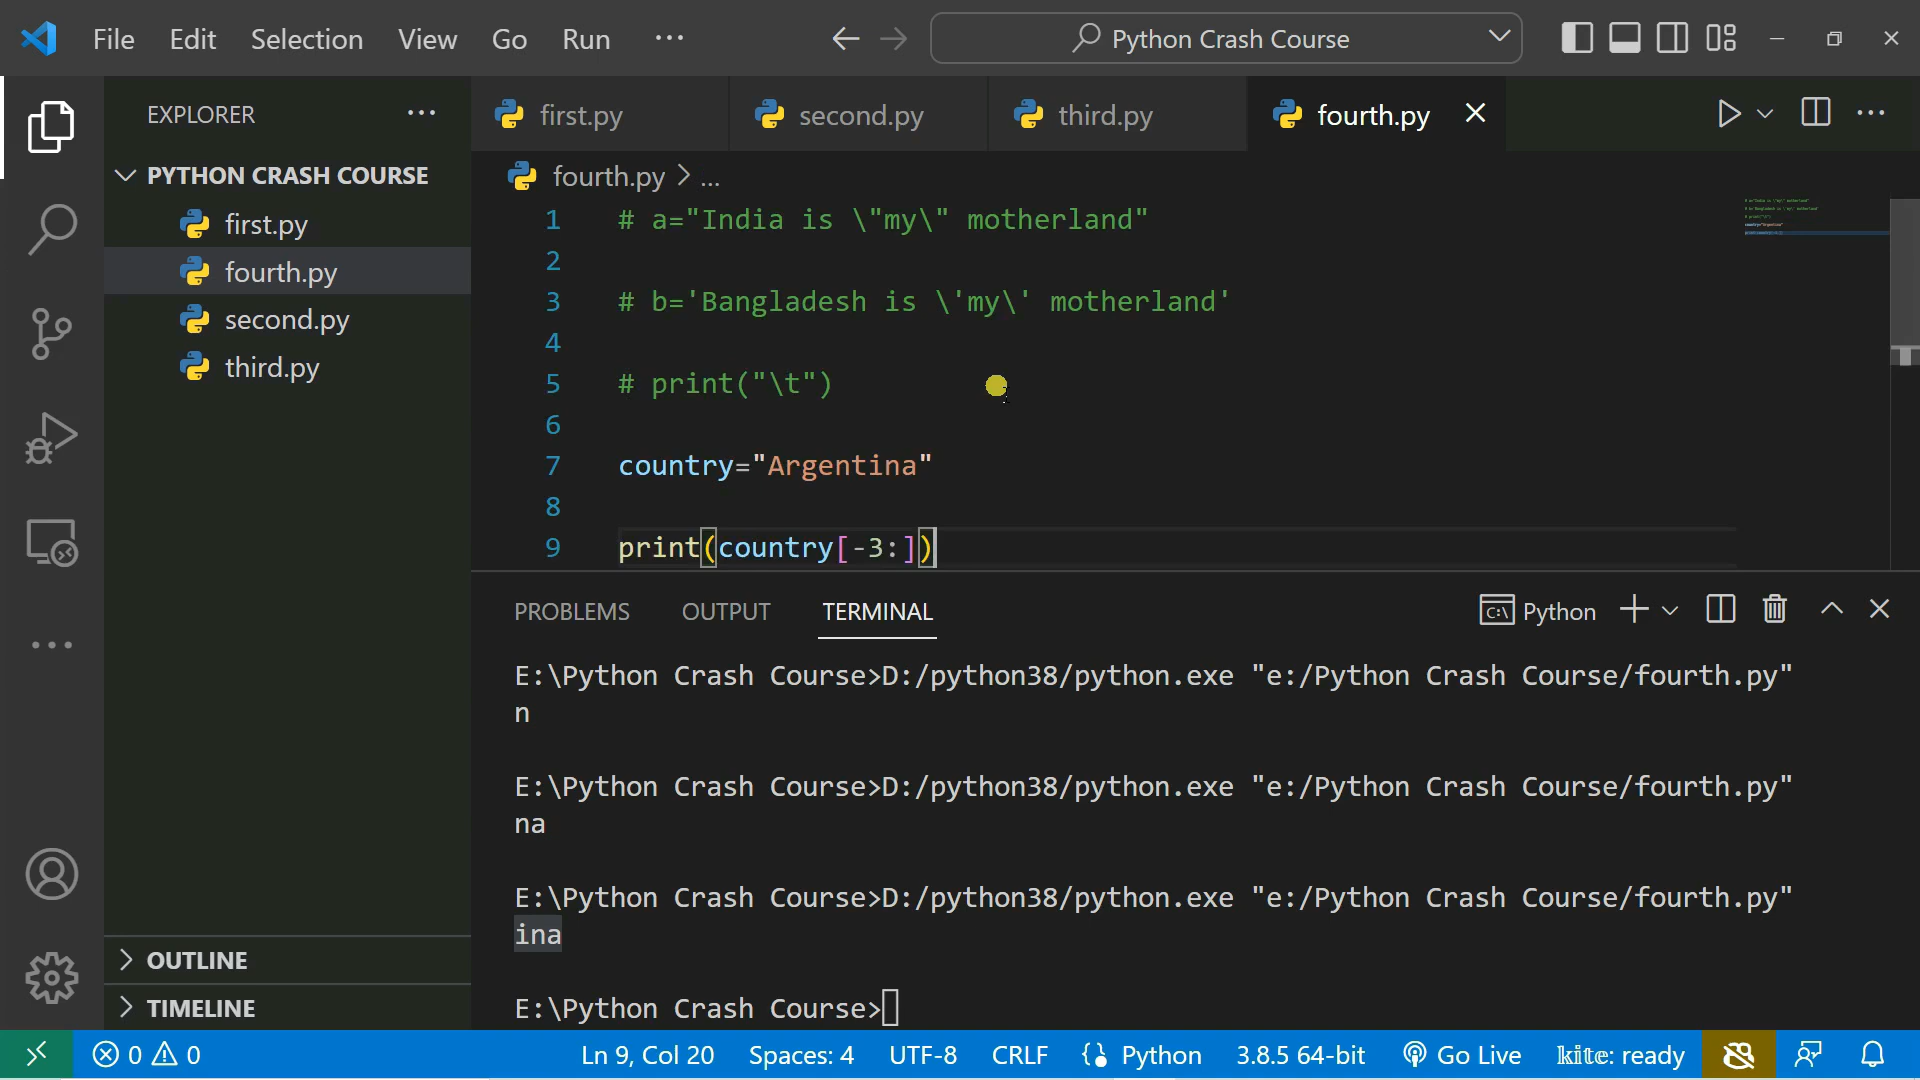 File Edit Selection View Go Run ··· Python Crash Course
EXPLORER ···
first.py second.py third.py fourth.py
PYTHON CRASH COURSE
first.py
fourth.py
second.py
third.py
OUTLINE
TIMELINE
fourth.py > ...
1 # a="India is \"my\" motherland"
2
3 # b='Bangladesh is \'my\' motherland'
4
5 # print("\t")
6
7 country="Argentina"
8
9 print(country[-3:])
PROBLEMS OUTPUT TERMINAL Python
E:\Python Crash Course>D:/python38/python.exe "e:/Python Crash Course/fourth.py"
n
E:\Python Crash Course>D:/python38/python.exe "e:/Python Crash Course/fourth.py"
na
E:\Python Crash Course>D:/python38/python.exe "e:/Python Crash Course/fourth.py"
ina
E:\Python Crash Course>
0 0 Ln 9, Col 20 Spaces: 4 UTF-8 CRLF Python 3.8.5 64-bit Go Live kite: ready